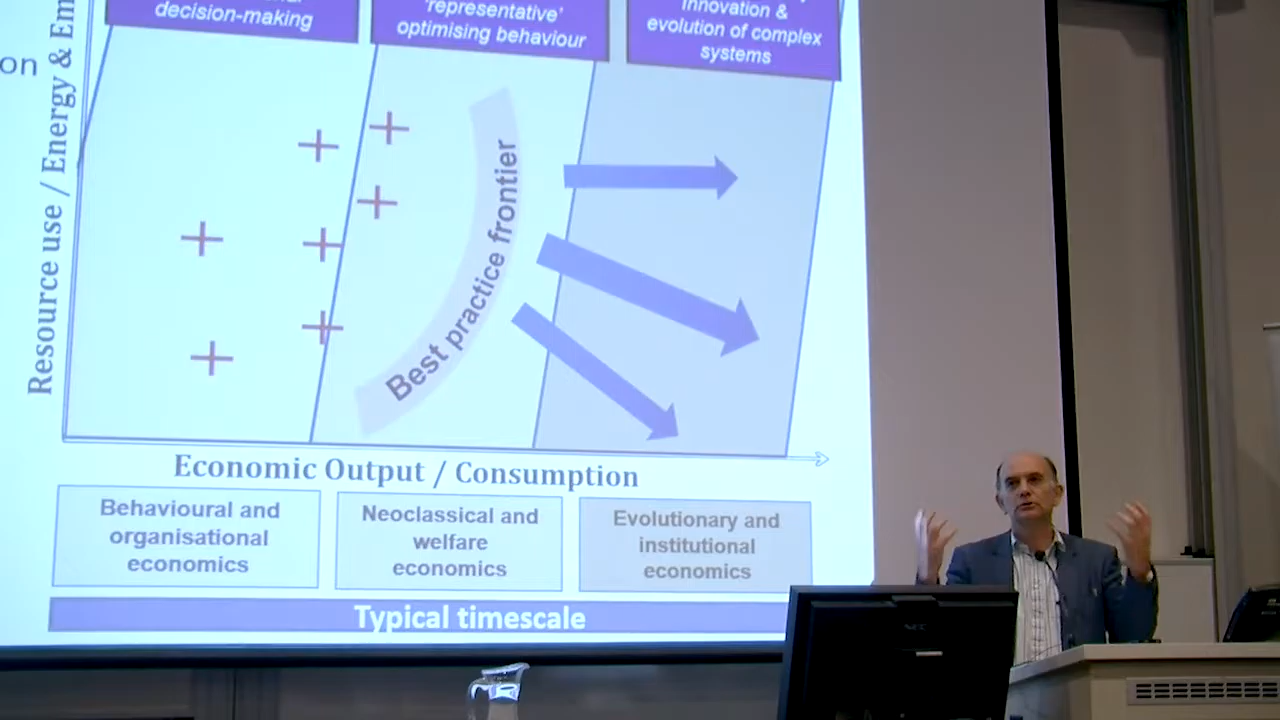 decision-making
'representative'
optimising behaviour
innovation &
evolution of complex
systems
on
Resource use / Energy &
Best practice frontier
Economic Output / Consumption
Behavioural and
organisational
economics
Neoclassical and
welfare
economics
Evolutionary and
institutional
economics
Typical timescale
NEC